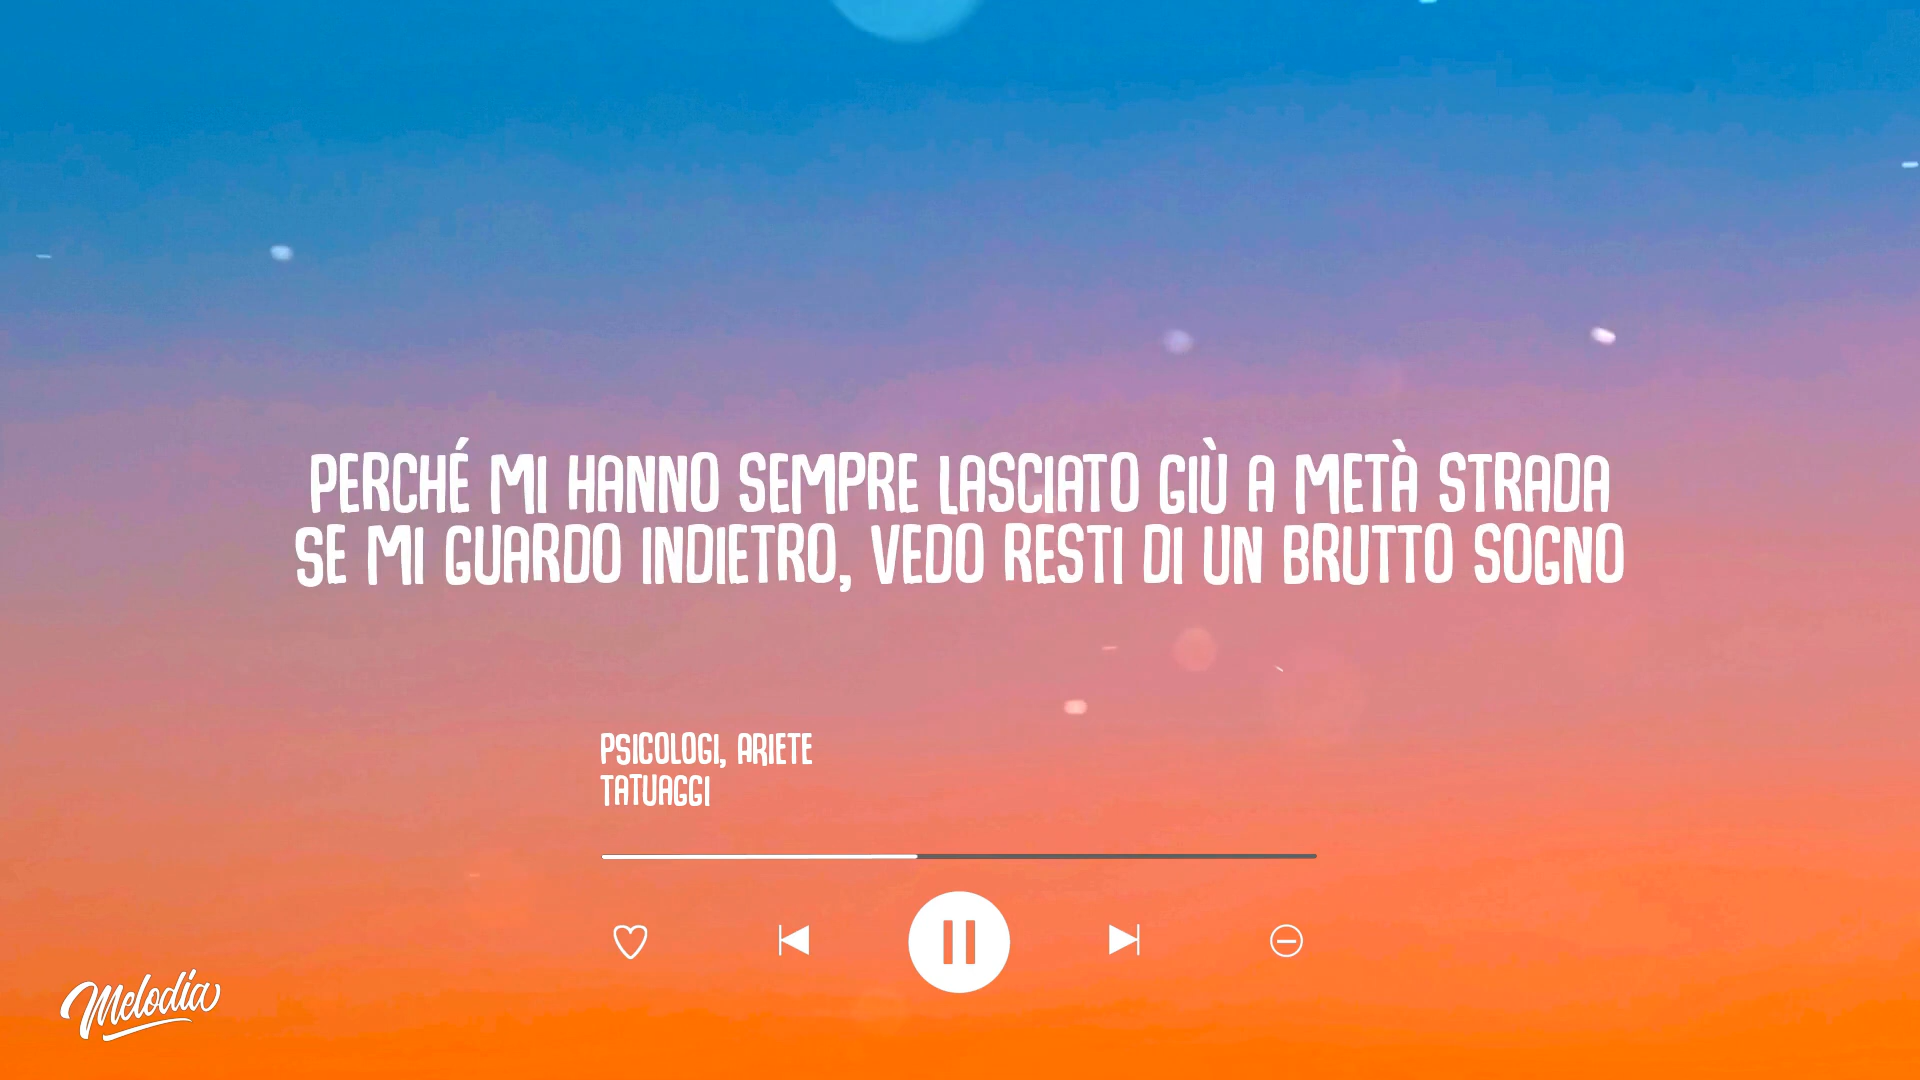 PERCHÉ MI HANNO SEMPRE LASCIATO GIÙ A METÀ STRADA
SE MI GUARDO INDIETRO, VEDO RESTI DI UN BRUTTO SOGNO
PSICOLOGI, ARIETE
TATUAGGI
Melodia